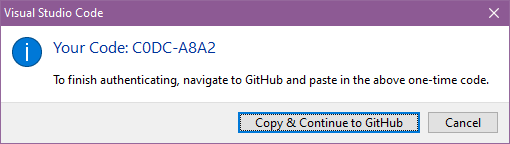 Visual Studio Code
Your Code: C0DC-A8A2
To finish authenticating, navigate to GitHub and paste in the above one-time code.
Copy & Continue to GitHub
Cancel